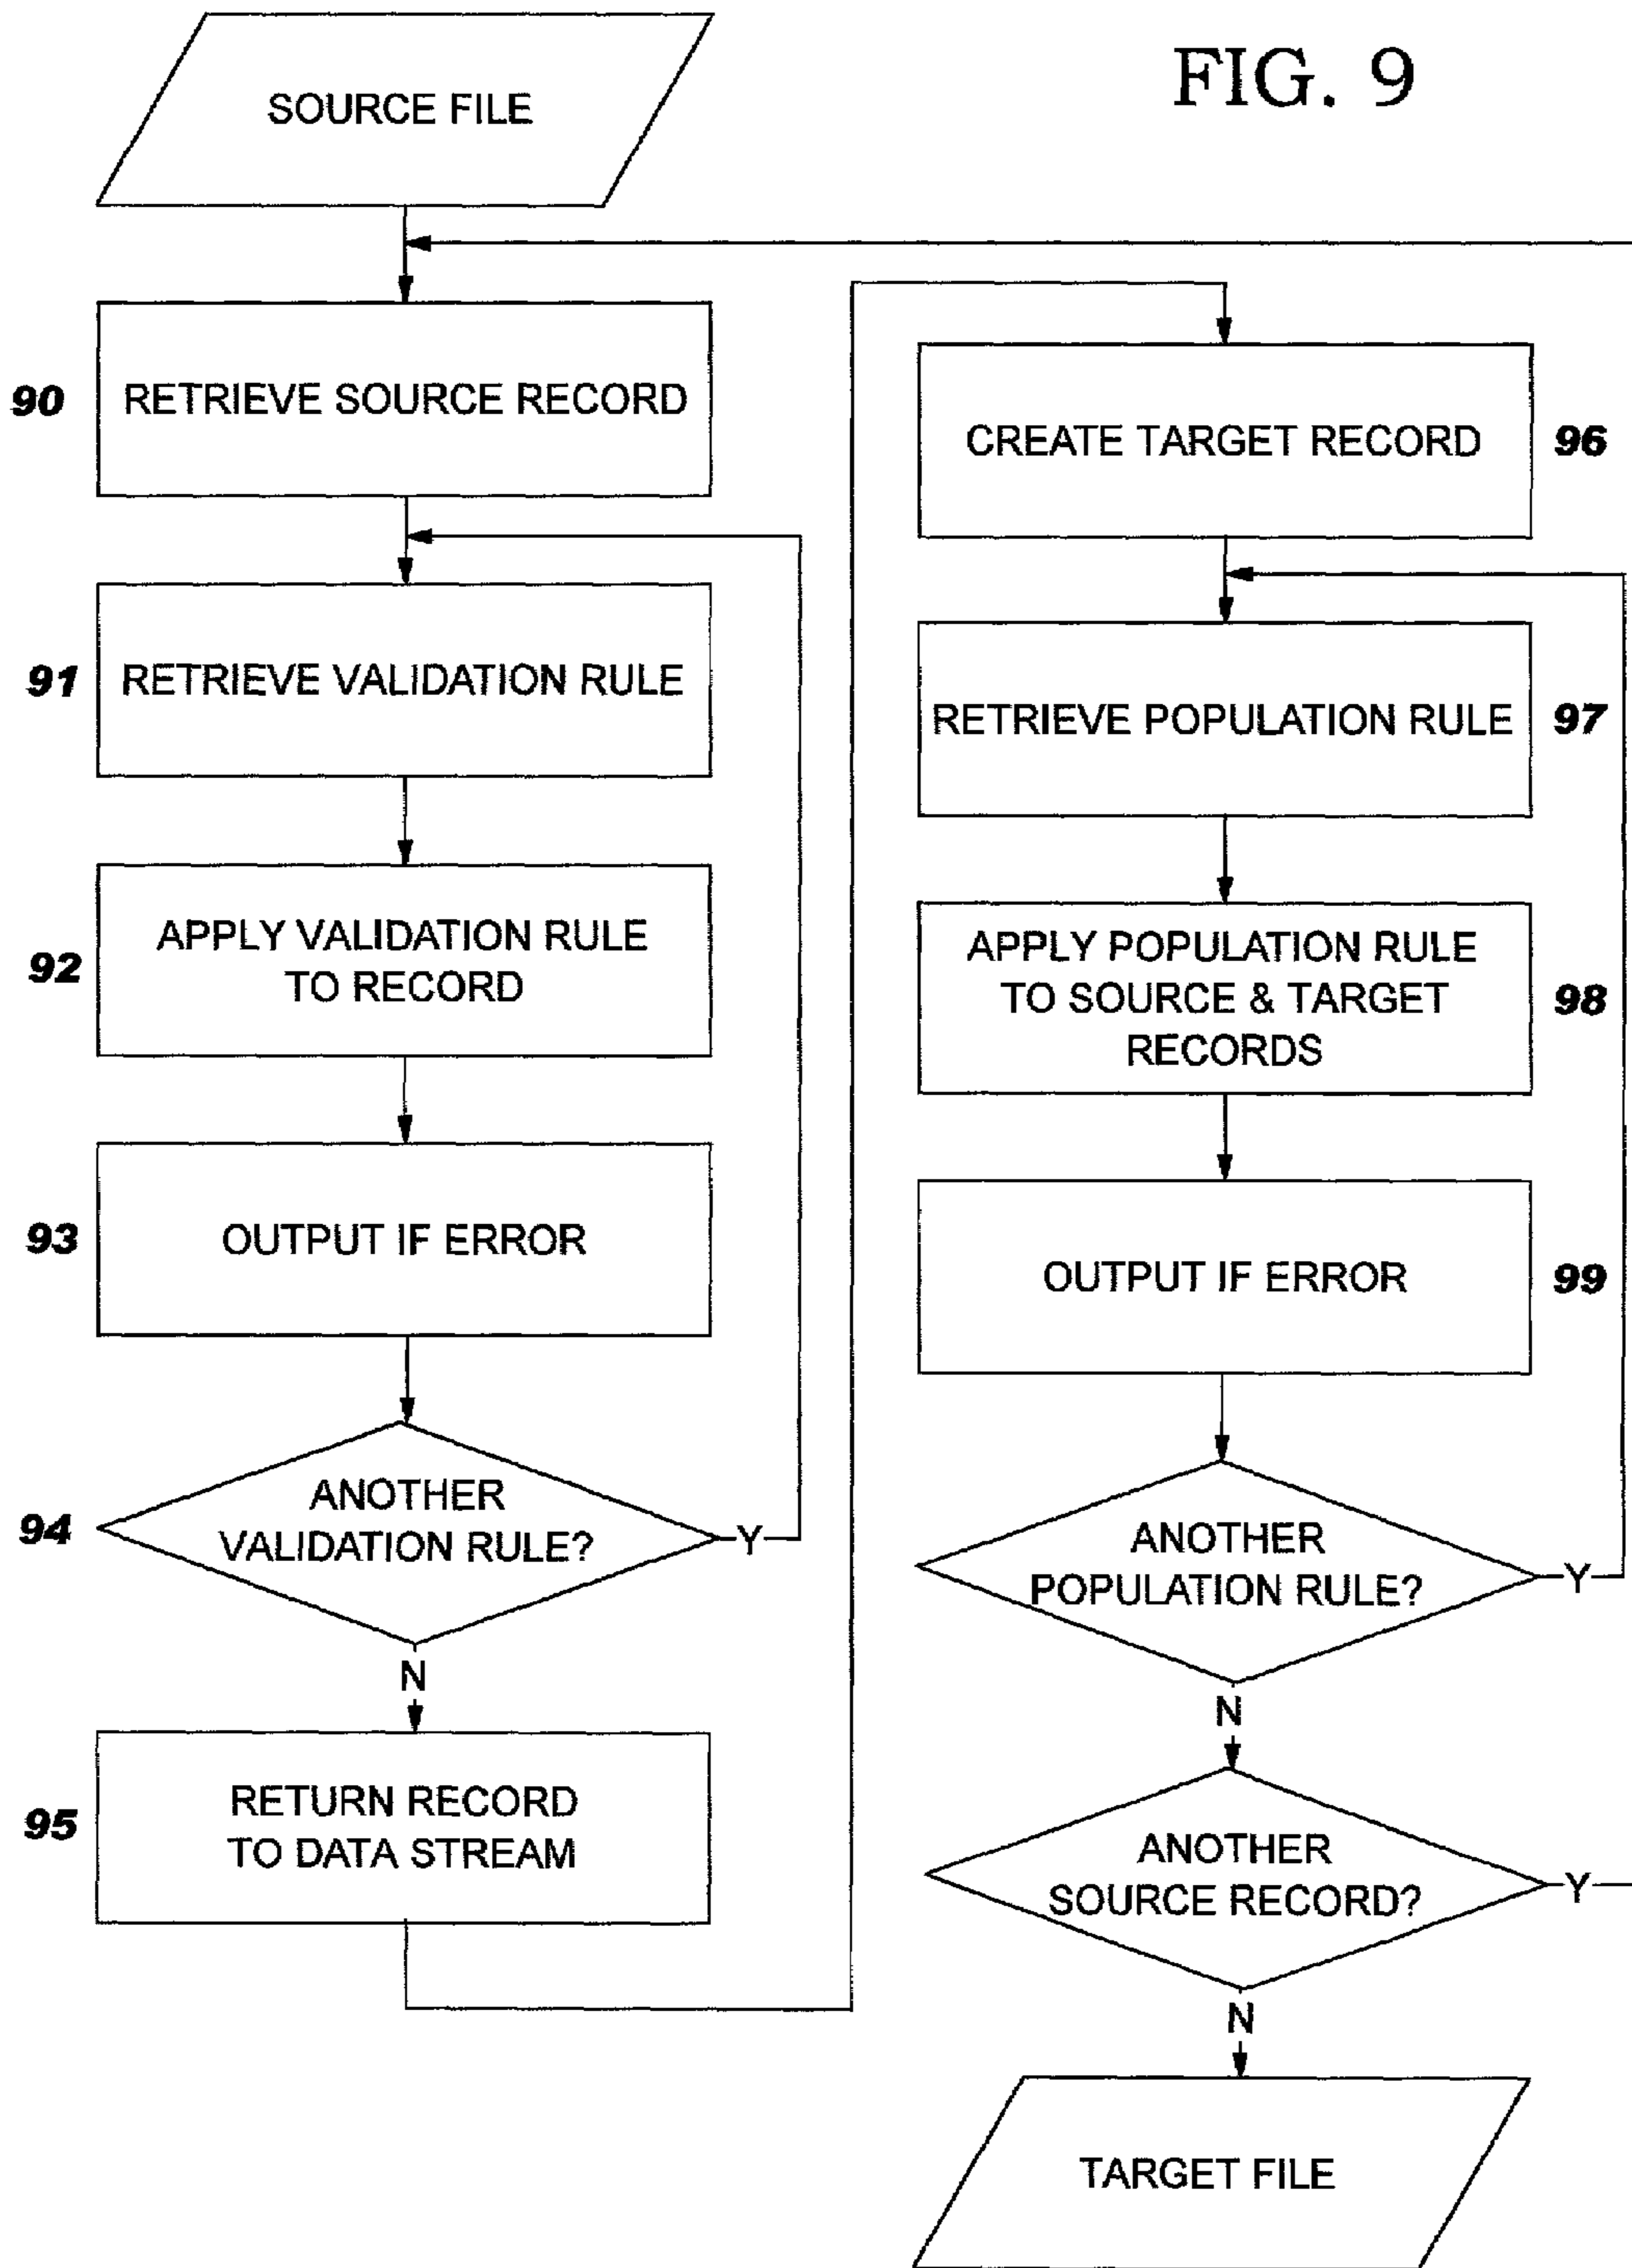 FIG. 9
SOURCE FILE
90
RETRIEVE SOURCE RECORD
91
RETRIEVE VALIDATION RULE
92
APPLY VALIDATION RULE
TO RECORD
93
OUTPUT IF ERROR
94
ANOTHER
VALIDATION RULE?
Y
N
95
RETURN RECORD
TO DATA STREAM
CREATE TARGET RECORD
96
RETRIEVE POPULATION RULE
97
APPLY POPULATION RULE
TO SOURCE & TARGET
RECORDS
98
OUTPUT IF ERROR
99
ANOTHER
POPULATION RULE?
Y
N
ANOTHER
SOURCE RECORD?
Y
N
TARGET FILE